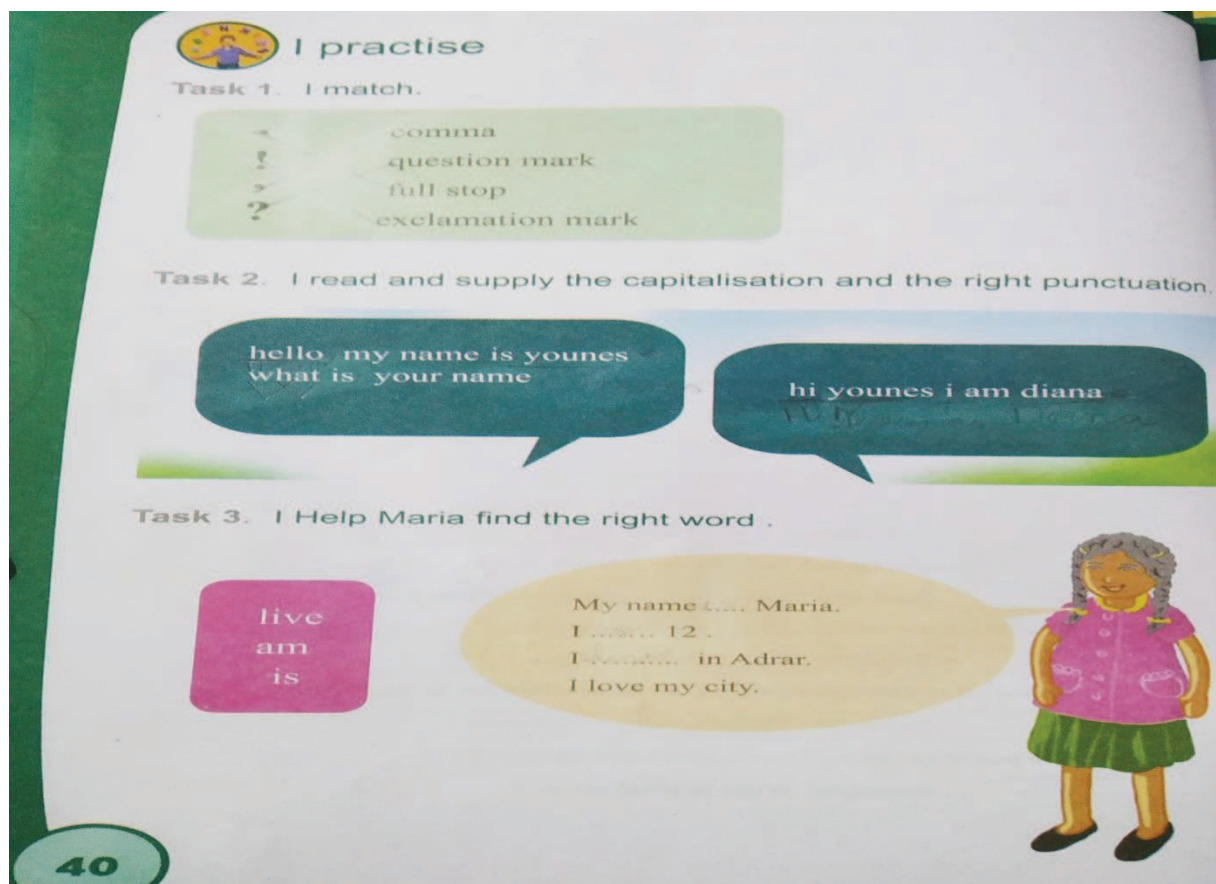 I practise
Task 1. I match.
. comma
! question mark
, full stop
? exclamation mark
Task 2. I read and supply the capitalisation and the right punctuation.
hello my name is younes
what is your name
hi younes i am diana
Task 3. I Help Maria find the right word .
live
am
is
My name ..... Maria.
I ........ 12 .
I ........... in Adrar.
I love my city.
40